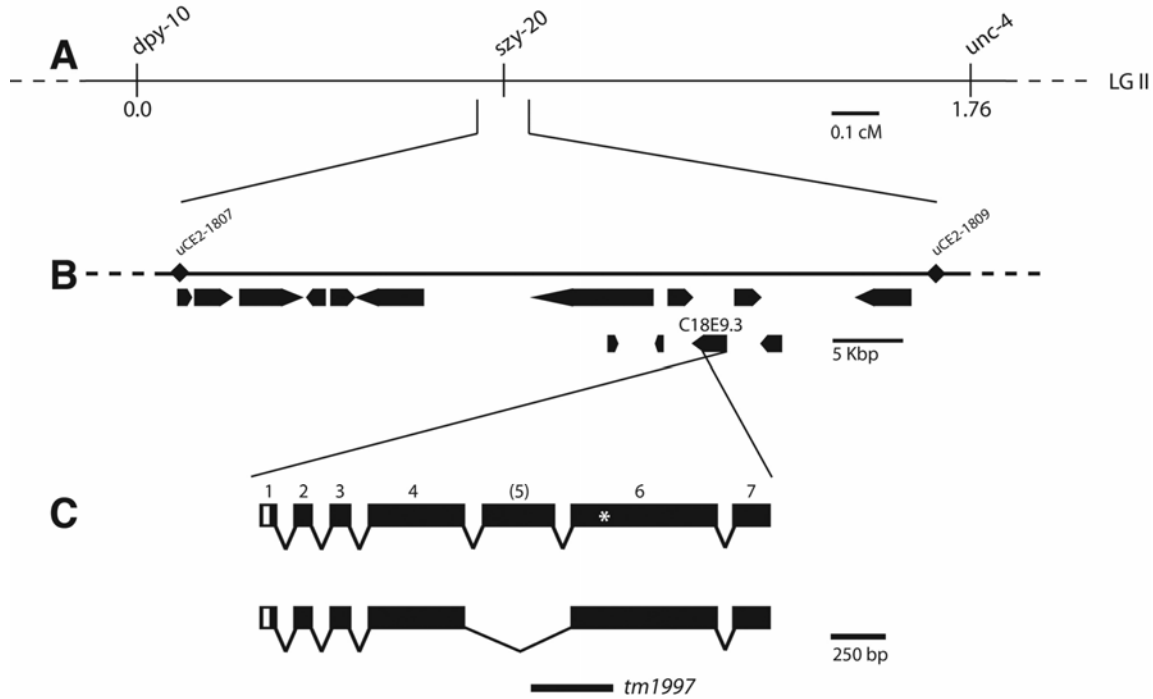 A
dpy-10
szy-20
unc-4
LG II
0.0
1.76
0.1 cM
uCE2-1807
uCE2-1809
B
C18E9.3
5 Kbp
C
1 2 3 4 (5) 6 7
*
250 bp
tm1997